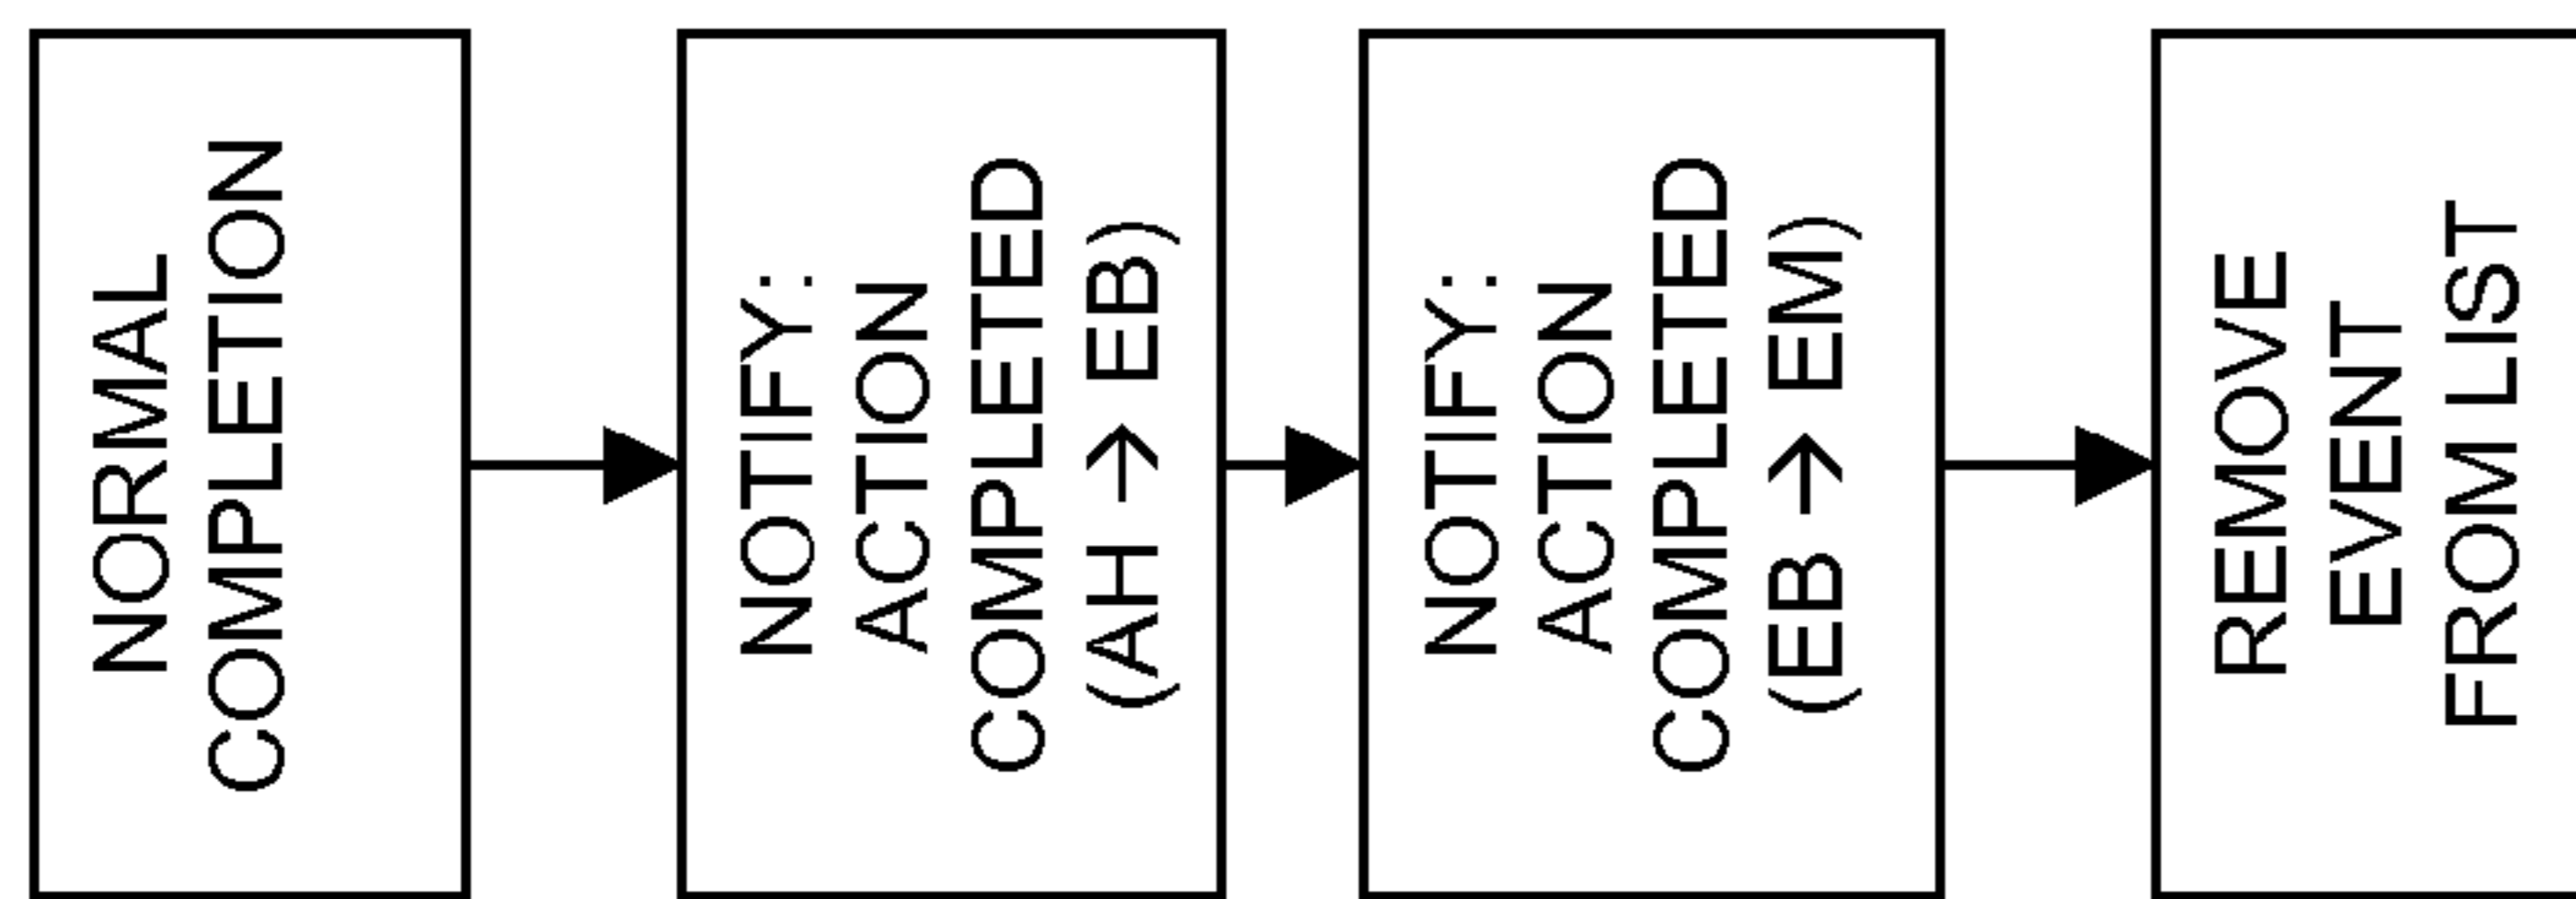 NORMAL
COMPLETION
NOTIFY:
ACTION
COMPLETED
(AH → EB)
NOTIFY:
ACTION
COMPLETED
(EB → EM)
REMOVE
EVENT
FROM LIST